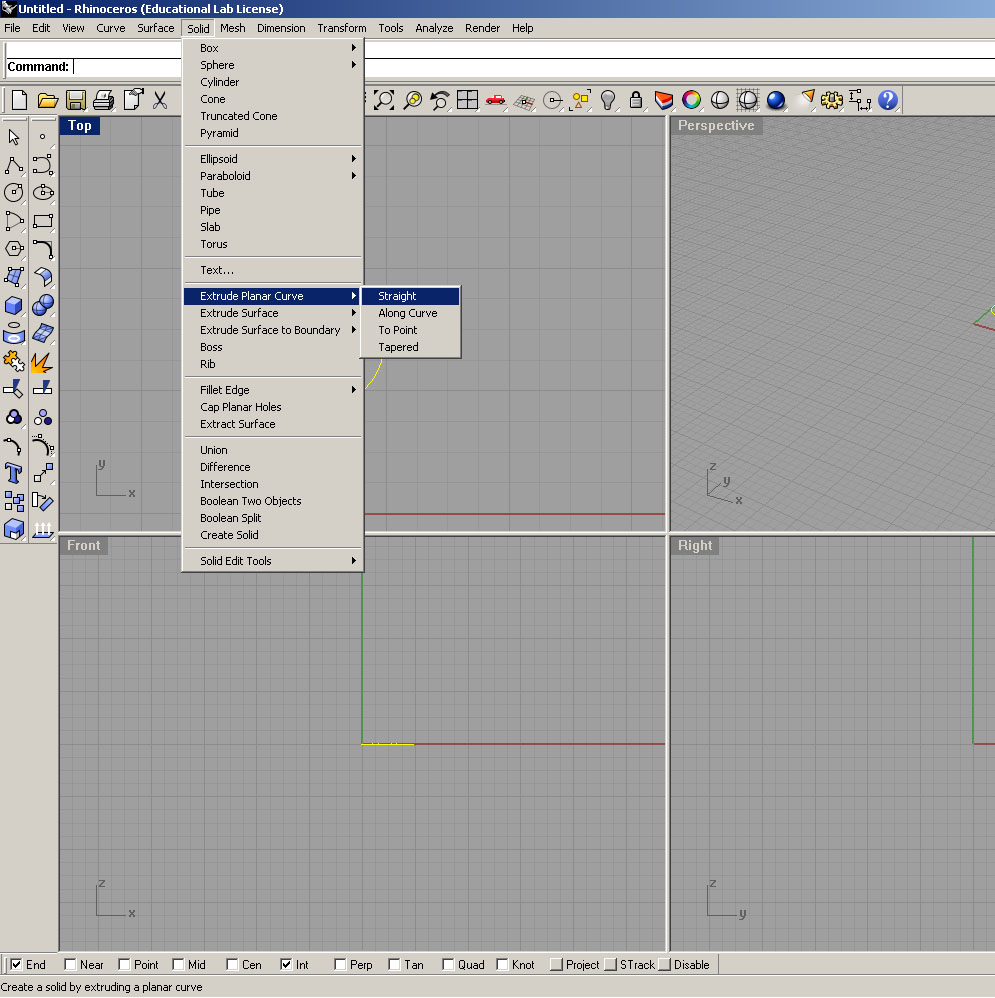 Untitled - Rhinoceros (Educational Lab License)
File Edit View Curve Surface Solid Mesh Dimension Transform Tools Analyze Render Help
Command:
Box
Sphere
Cylinder
Cone
Truncated Cone
Pyramid
Ellipsoid
Paraboloid
Tube
Pipe
Slab
Torus
Text...
Extrude Planar Curve
Extrude Surface
Extrude Surface to Boundary
Boss
Rib
Fillet Edge
Cap Planar Holes
Extract Surface
Union
Difference
Intersection
Boolean Two Objects
Boolean Split
Create Solid
Solid Edit Tools
Straight
Along Curve
To Point
Tapered
Top
y
x
Perspective
z
y
x
Front
z
x
Right
z
y
End Near Point Mid Cen Int Perp Tan Quad Knot Project STrack Disable
Create a solid by extruding a planar curve